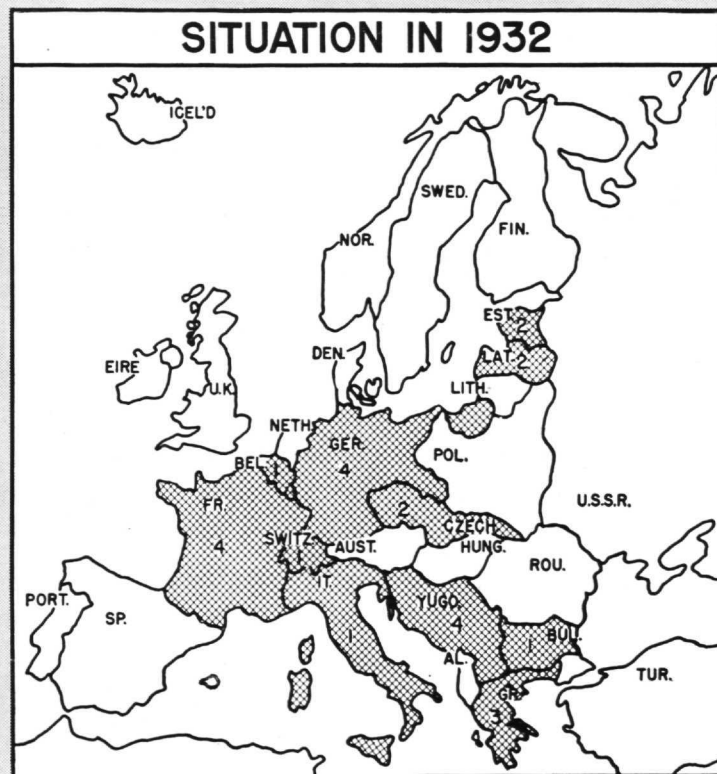 SITUATION IN 1932
ICEL'D
SWED.
NOR.
FIN.
EST.
2
DEN.
LAT.
2
EIRE
U.K.
LITH.
NETH.
GER.
4
POL.
BEL.
1
FR.
4
2
CZECH.
U.S.S.R.
SWITZ.
1
AUST.
HUNG.
ROU.
IT.
1
PORT.
SP.
YUGO.
4
BUL.
1
AL.
TUR.
GR.
3